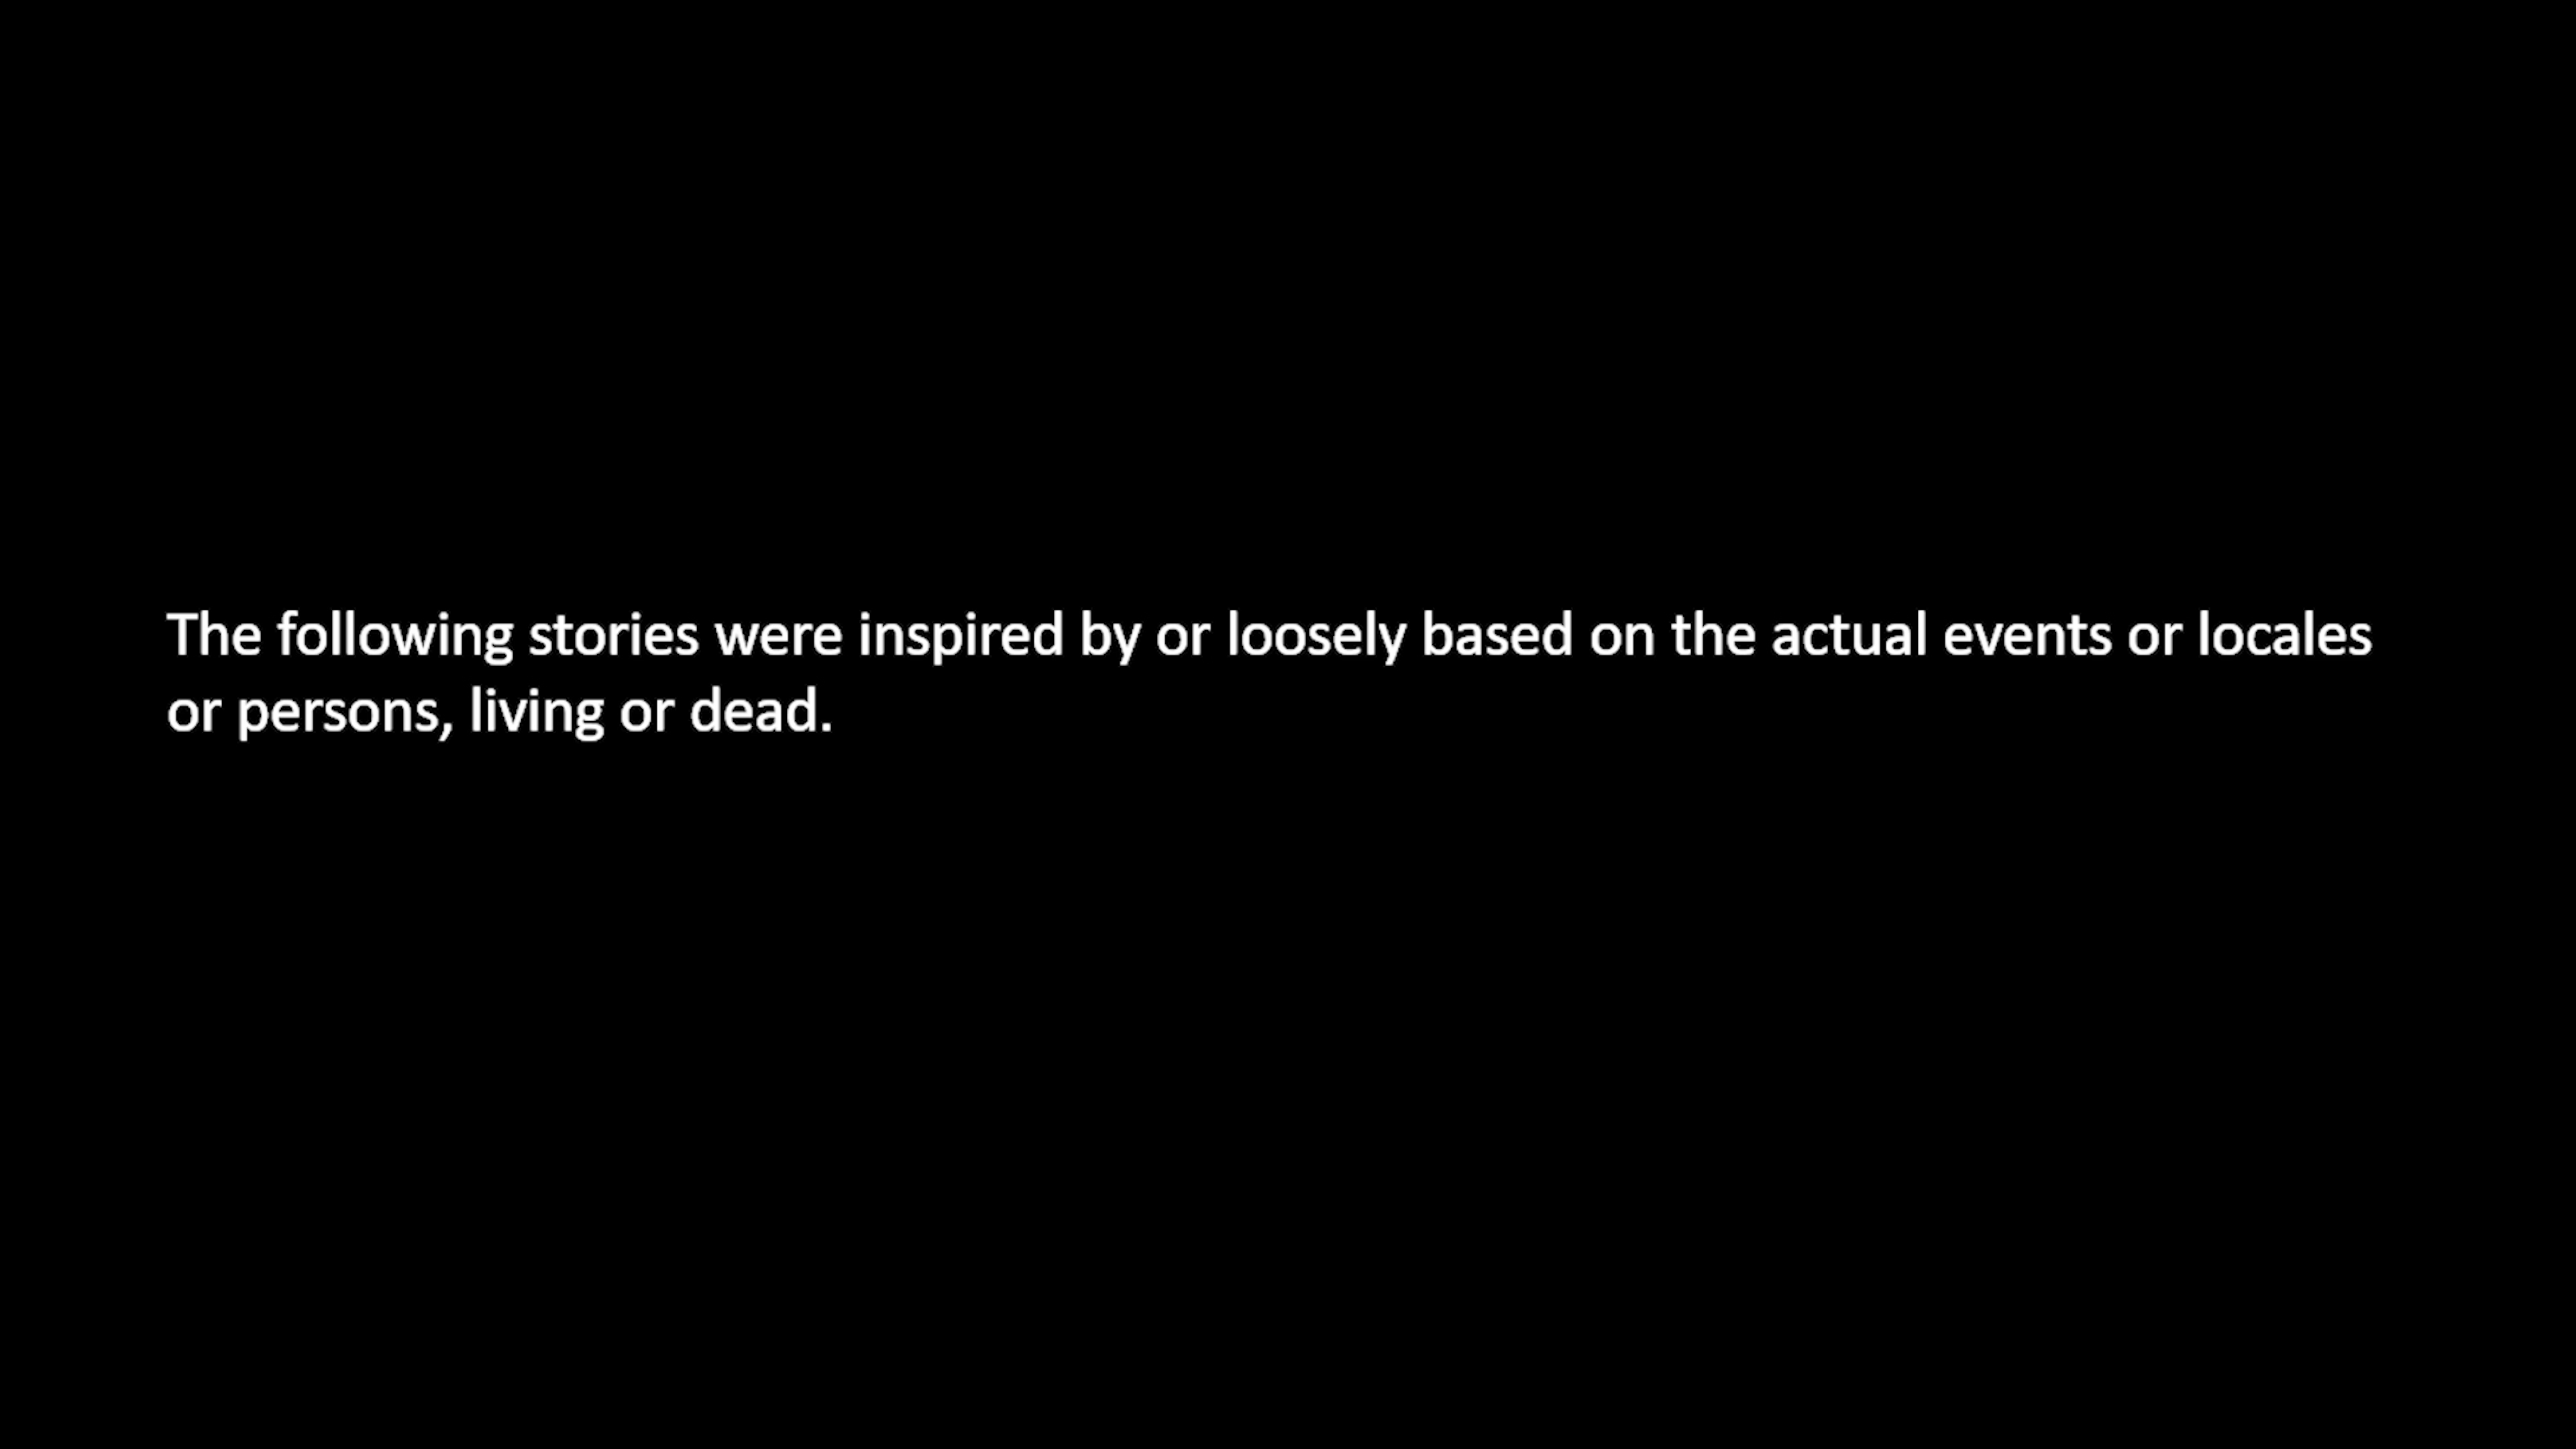 The following stories were inspired by or loosely based on the actual events or locales
or persons, living or dead.